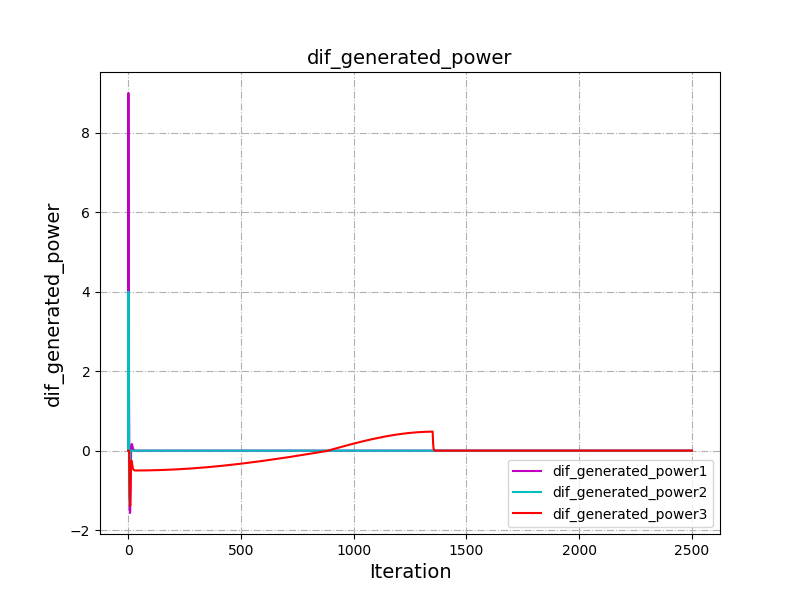 dif_generated_power
dif_generated_power
8
6
4
2
0
−2
0
500
1000
1500
2000
2500
Iteration
dif_generated_power1
dif_generated_power2
dif_generated_power3